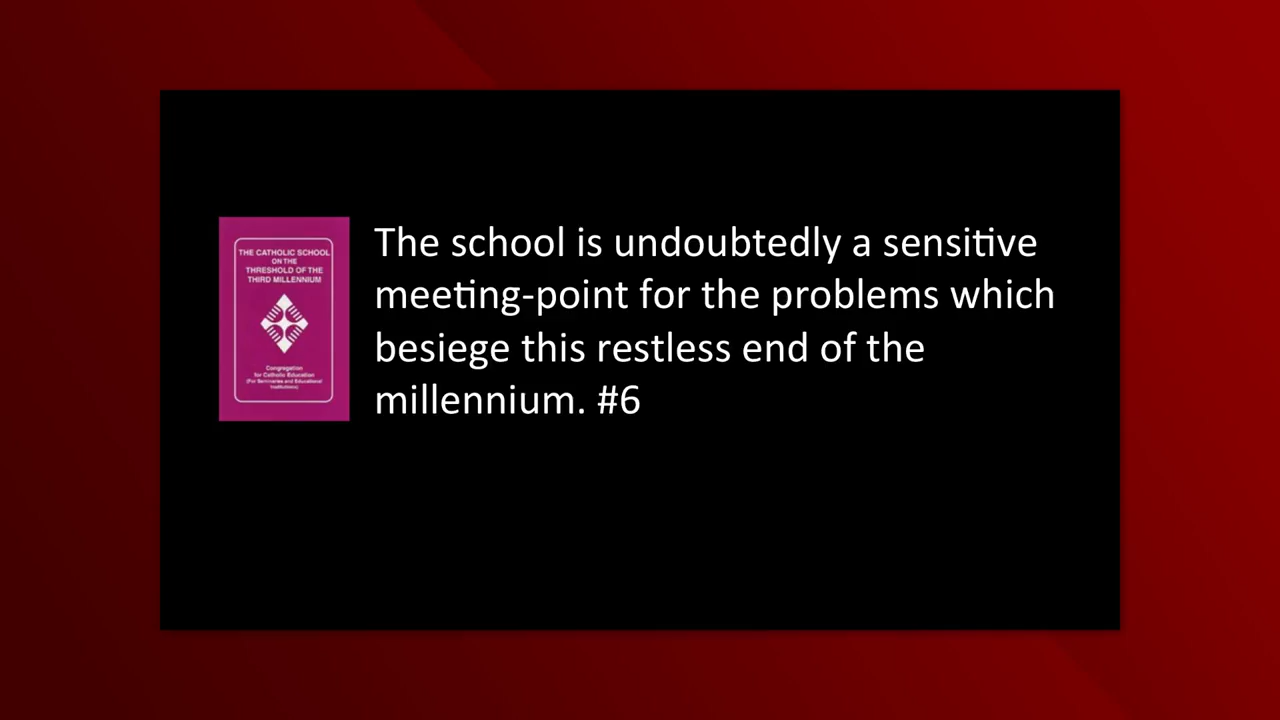 THE CATHOLIC SCHOOL
ON THE
THRESHOLD OF THE
THIRD MILLENNIUM
Congregation
for Catholic Education
(For Seminaries and Educational
Institutions)
The school is undoubtedly a sensitive
meeting-point for the problems which
besiege this restless end of the
millennium. #6